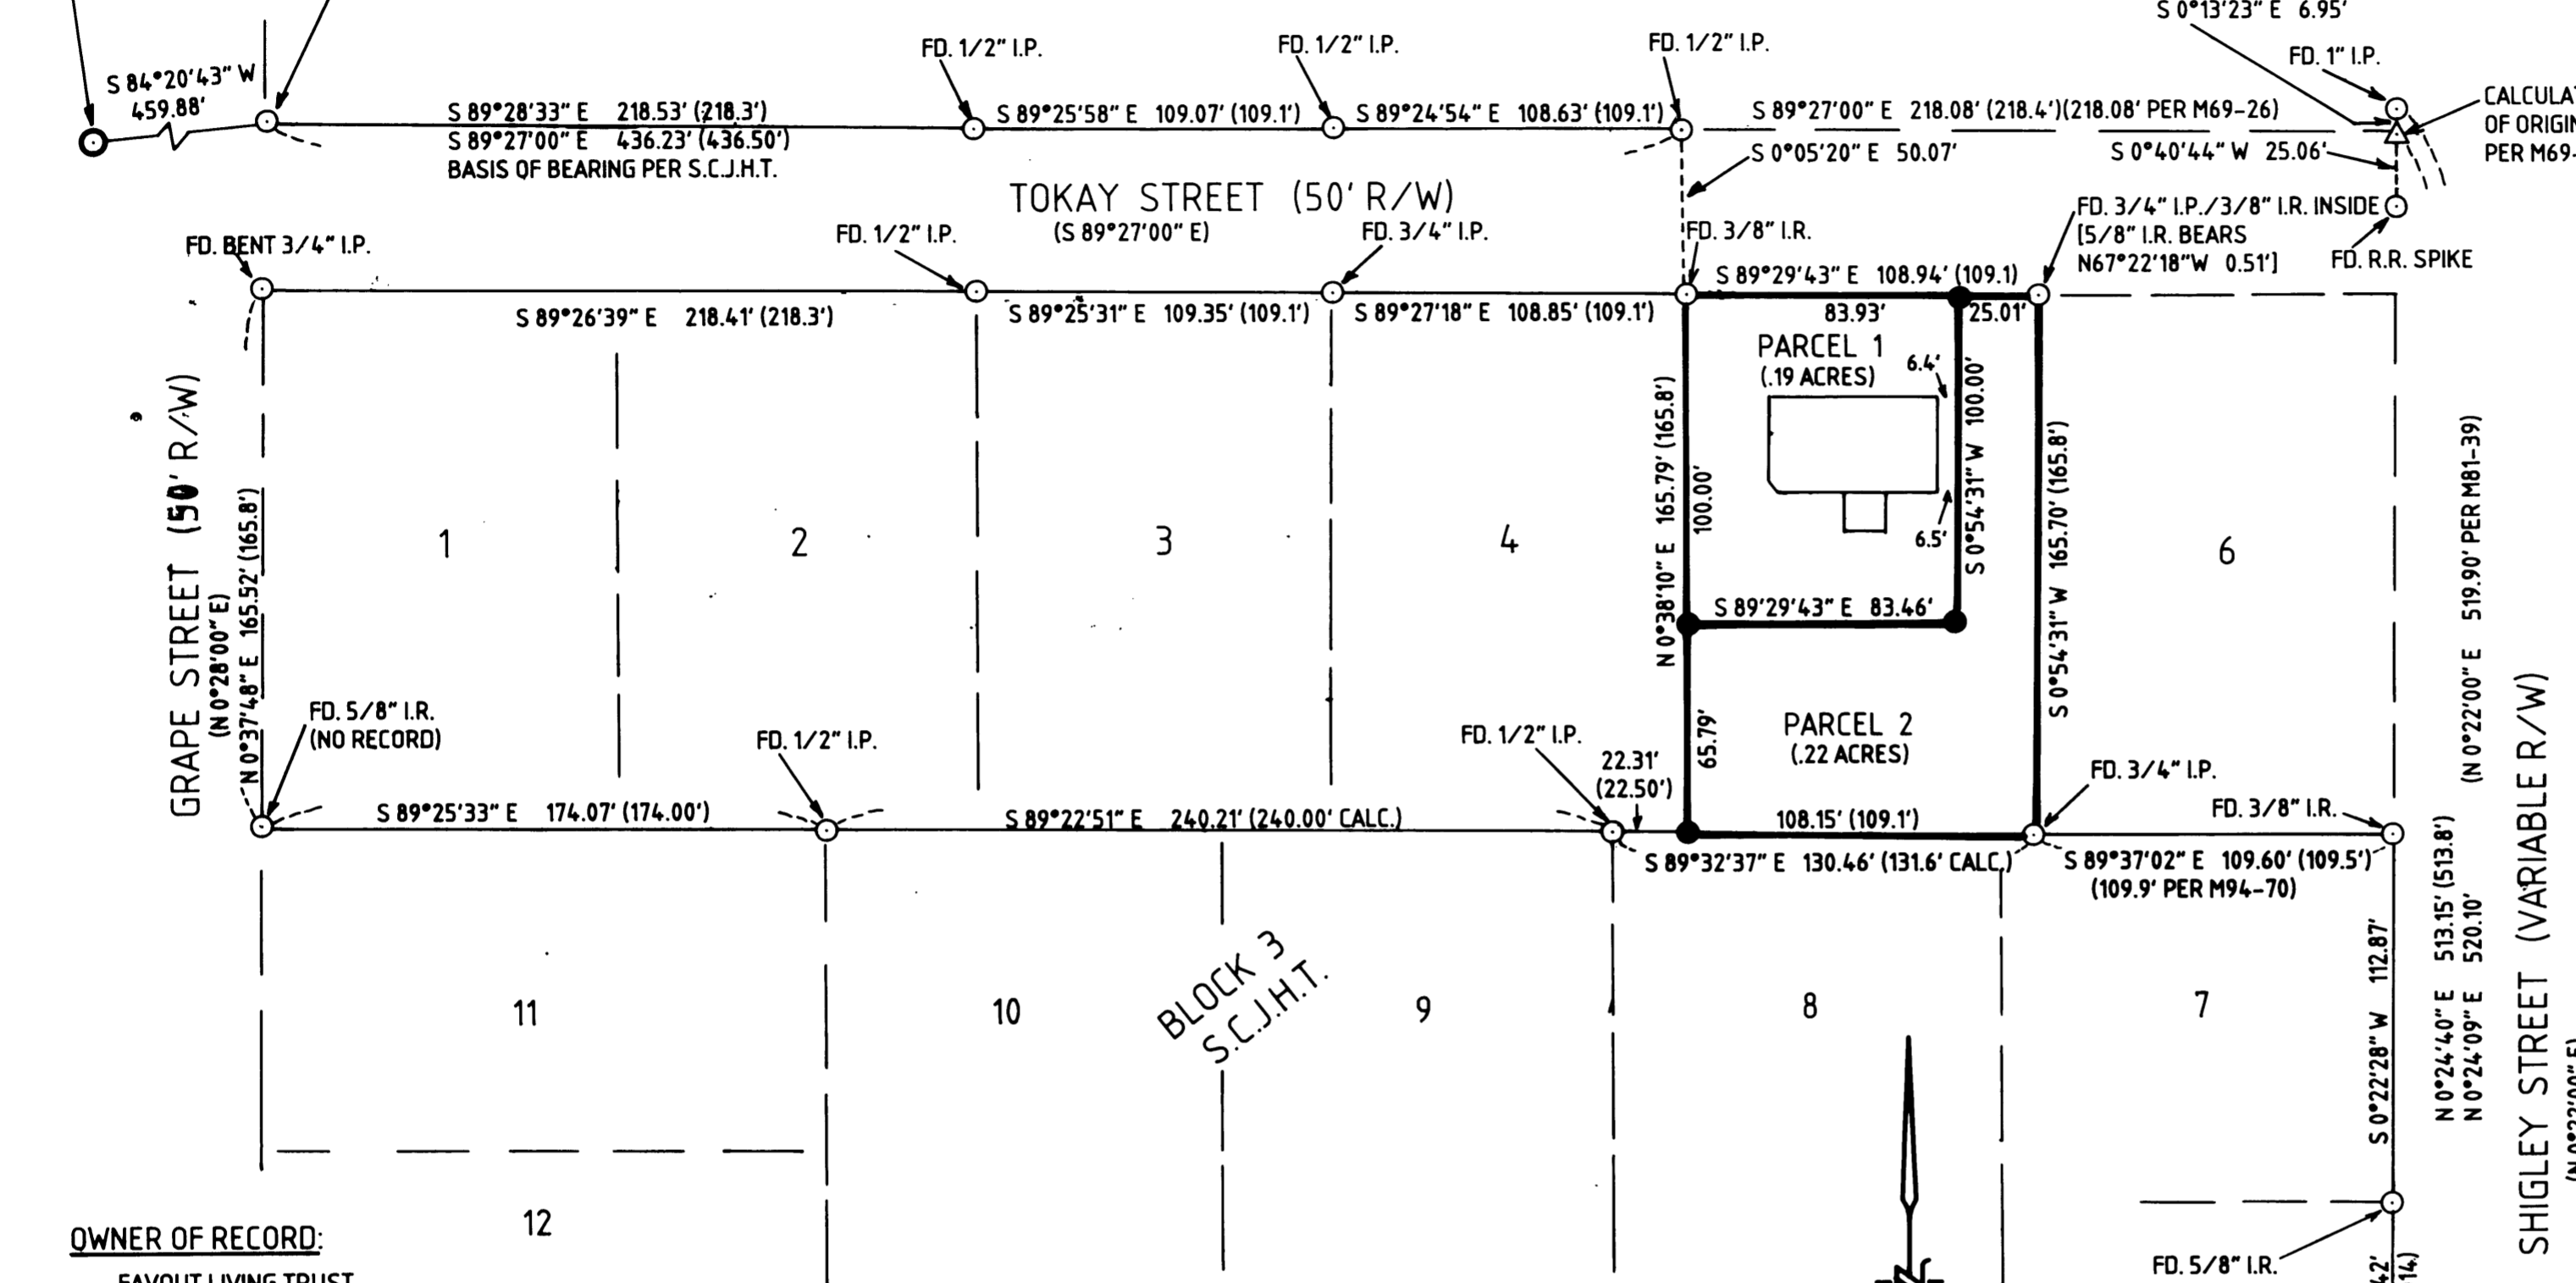 S 0°13'23" E 6.95'
FD. 1/2" I.P.
FD. 1/2" I.P.
FD. 1/2" I.P.
FD. 1" I.P.
S 84°20'43" W
459.88'
S 89°28'33" E 218.53' (218.3')
S 89°25'58" E 109.07' (109.1')
S 89°24'54" E 108.63' (109.1')
S 89°27'00" E 218.08' (218.4')(218.08' PER M69-26)
S 89°27'00" E 436.23' (436.50')
BASIS OF BEARING PER S.C.J.H.T.
S 0°05'20" E 50.07'
S 0°40'44" W 25.06'
OF
PER M69-
TOKAY STREET (50' R/W)
(S 89°27'00" E)
FD. BENT 3/4" I.P.
FD. 1/2" I.P.
FD. 3/4" I.P.
FD. 3/8" I.R.
FD. 3/4" I.P./3/8" I.R. INSIDE
[5/8" I.R. BEARS
N67°22'18"W 0.51']
FD. R.R. SPIKE
S 89°26'39" E 218.41' (218.3')
S 89°25'31" E 109.35' (109.1')
S 89°27'18" E 108.85' (109.1')
S 89°29'43" E 108.94' (109.1)
83.93'
25.01'
PARCEL 1
(.19 ACRES)
6.4'
6.5'
S 0°54'31" W 100.00'
N 0°38'10" E 165.79' (165.8')
100.00'
S 0°54'31" W 165.70' (165.8')
S 89'29'43" E 83.46'
GRAPE STREET (50' R/W)
(N 0°28'00" E)
N 0°37'48" E 165.52' (165.8')
1
2
3
4
6
(N 0°22'00" E 519.90' PER M81-39)
FD. 5/8" I.R.
(NO RECORD)
FD. 1/2" I.P.
FD. 1/2" I.P.
22.31'
(22.50')
65.79'
PARCEL 2
(.22 ACRES)
FD. 3/4" I.P.
FD. 3/8" I.R.
S 89°25'33" E 174.07' (174.00')
S 89°22'51" E 240.21' (240.00' CALC.)
108.15' (109.1')
S 89°32'37" E 130.46' (131.6' CALC.)
S 89°37'02" E 109.60' (109.5')
(109.9' PER M94-70)
S 0°22'28" W 112.87'
N 0°24'40" E 513.15' (513.8')
N 0°24'09" E 520.10'
SHIGLEY STREET (VARIABLE R/W)
BLOCK 3
S.C.J.H.T.
11
10
9
8
7
12
OWNER OF RECORD:
FAVOUT LIVING TRUST
FD. 5/8" I.R.